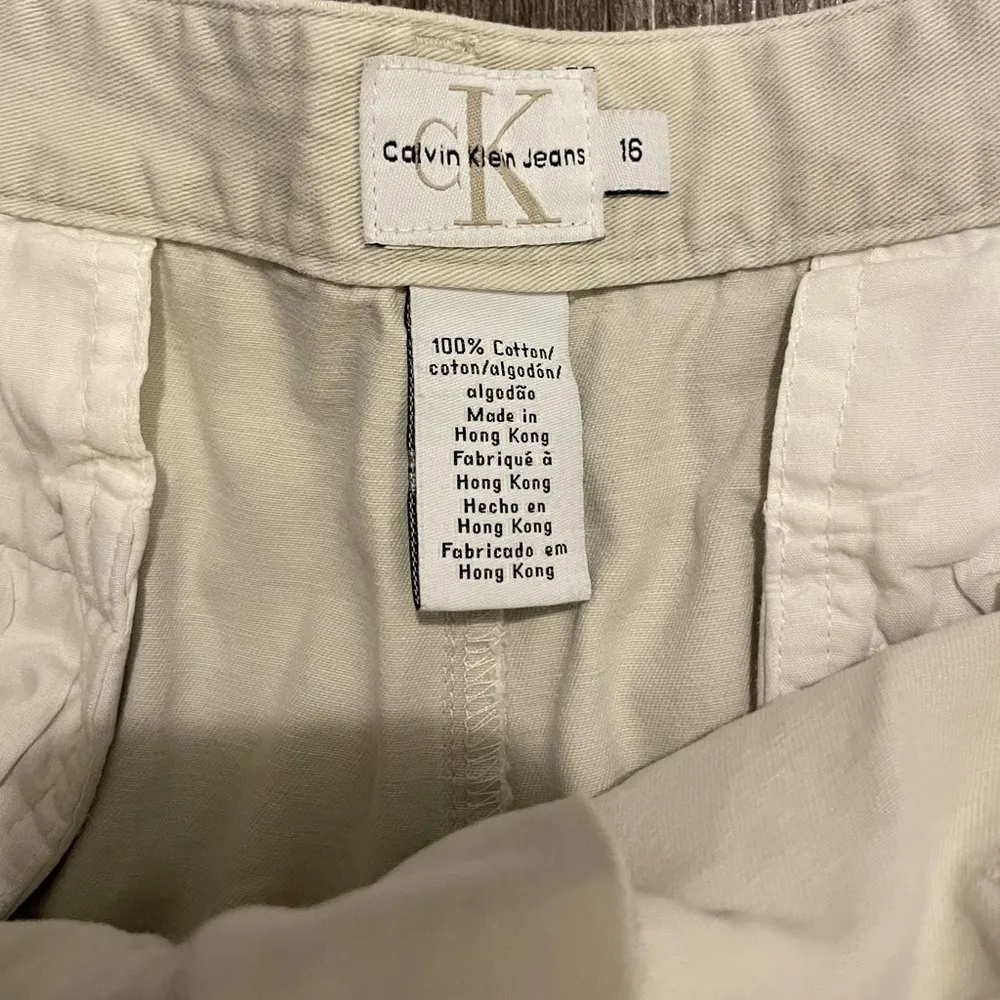 CK
Calvin Klein Jeans
16
100% Cotton/
coton/algodón/
algodão
Made in
Hong Kong
Fabriqué à
Hong Kong
Hecho en
Hong Kong
Fabricado em
Hong Kong